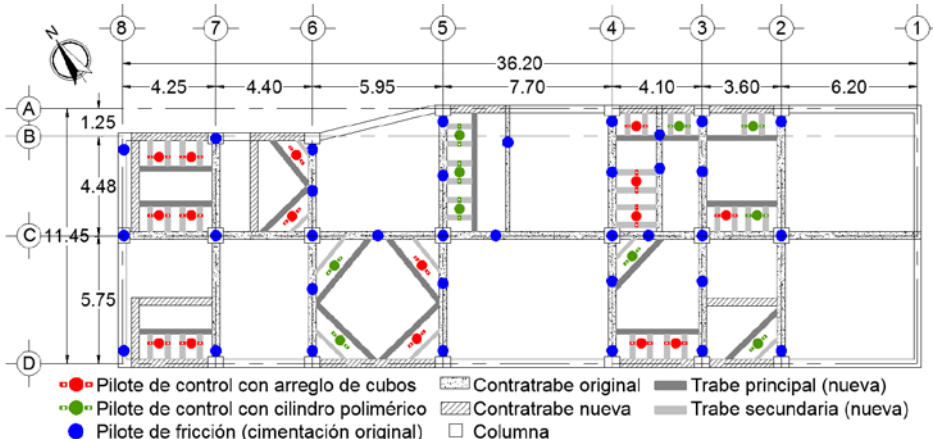 N
8 7 6 5 4 3 2 1
36.20
4.25 4.40 5.95 7.70 4.10 3.60 6.20
A
1.25
B
4.48
C 11.45
5.75
D
Pilote de control con arreglo de cubos Contratrabe original Trabe principal (nueva)
Pilote de control con cilindro polimérico Contratrabe nueva Trabe secundaria (nueva)
Pilote de fricción (cimentación original) Columna